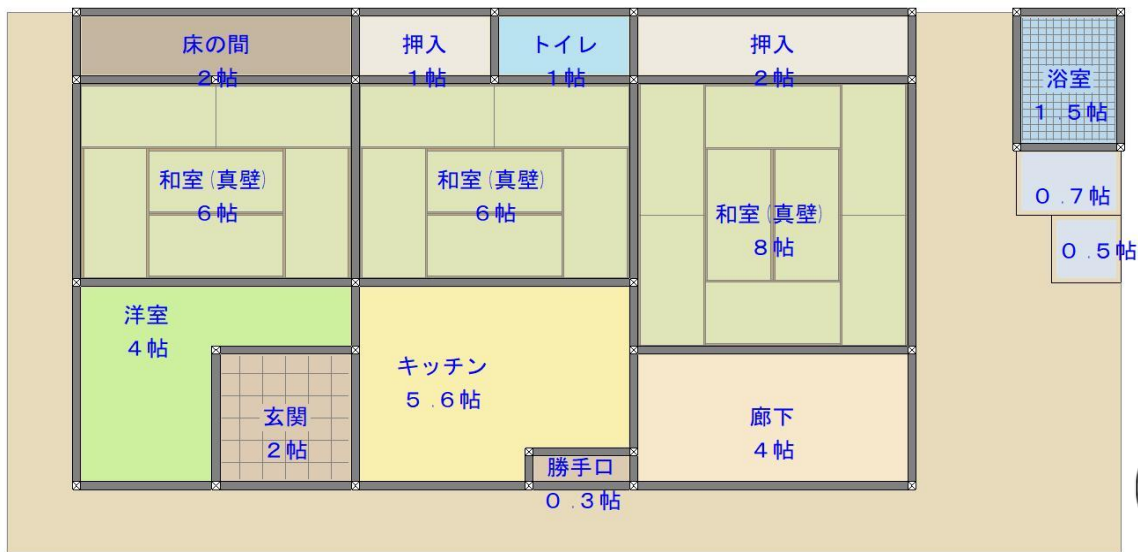 床の間
2帖
押入
1帖
トイレ
1帖
押入
2帖
浴室
1.5帖
和室(真壁)
6帖
和室(真壁)
6帖
和室(真壁)
8帖
0.7帖
0.5帖
洋室
4帖
キッチン
5.6帖
玄関
2帖
廊下
4帖
勝手口
0.3帖